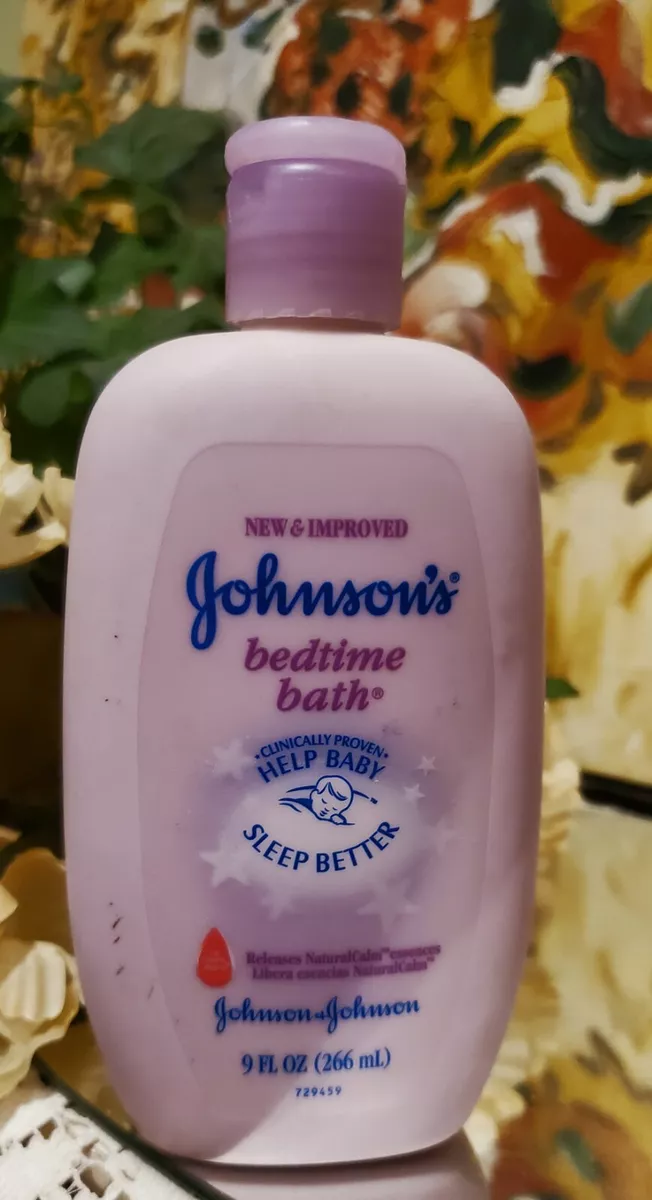 NEW & IMPROVED
Johnson's®
bedtime
bath®
•CLINICALLY PROVEN•
HELP BABY
SLEEP BETTER
Releases NaturalCalm™ essences
Libera esencias NaturalCalm™
Johnson & Johnson
9 FL OZ (266 mL)
729459